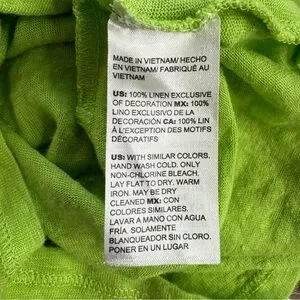 MADE IN VIETNAM/ HECHO
EN VIETNAM/ FABRIQUÉ AU
VIETNAM
US: 100% LINEN EXCLUSIVE
OF DECORATION MX: 100%
LINO EXCLUSIVO DE LA
DECORACIÓN CA: 100% LIN
À L'EXCEPTION DES MOTIFS
DÉCORATIFS
US: WITH SIMILAR COLORS.
HAND WASH COLD. ONLY
NON-CHLORINE BLEACH.
LAY FLAT TO DRY. WARM
IRON. MAY BE DRY
CLEANED MX: CON
COLORES SIMILARES.
LAVAR A MANO CON AGUA
FRÍA. SOLAMENTE
BLANQUEADOR SIN CLORO.
PONER EN UN LUGAR